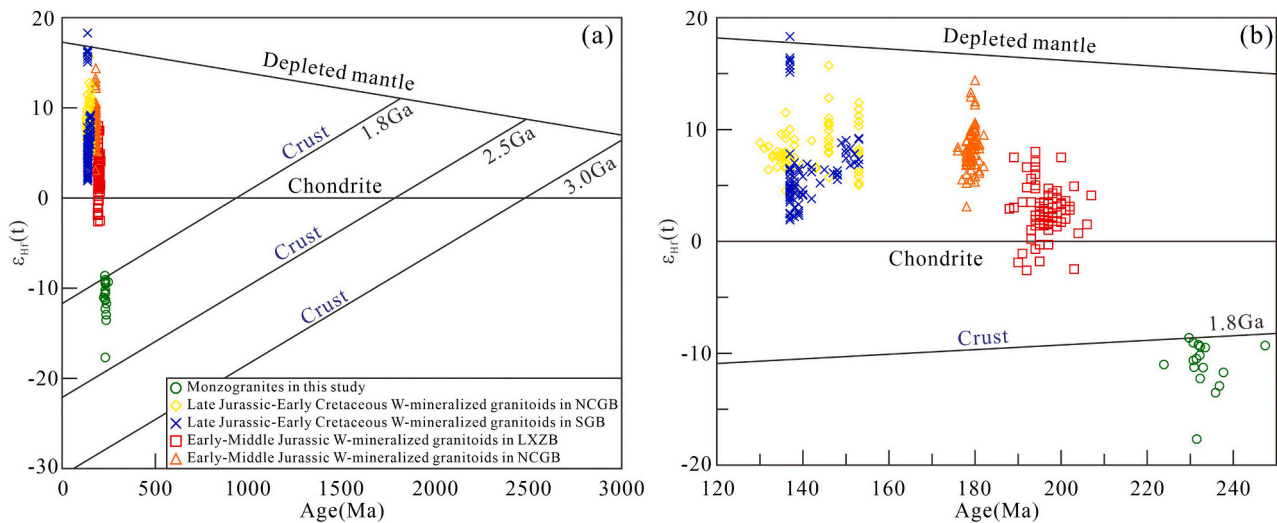 20
10
0
-10
-20
-30
0
500
1000
1500
2000
2500
3000
Age(Ma)
εHf(t)
(a)
Depleted mantle
Crust
1.8Ga
2.5Ga
3.0Ga
Chondrite
Crust
Crust
Monzogranites in this study
Late Jurassic-Early Cretaceous W-mineralized granitoids in NCGB
Late Jurassic-Early Cretaceous W-mineralized granitoids in SGB
Early-Middle Jurassic W-mineralized granitoids in LXZB
Early-Middle Jurassic W-mineralized granitoids in NCGB
20
10
0
-10
-20
120
140
160
180
200
220
240
Age(Ma)
εHf(t)
(b)
Depleted mantle
Chondrite
Crust
1.8Ga